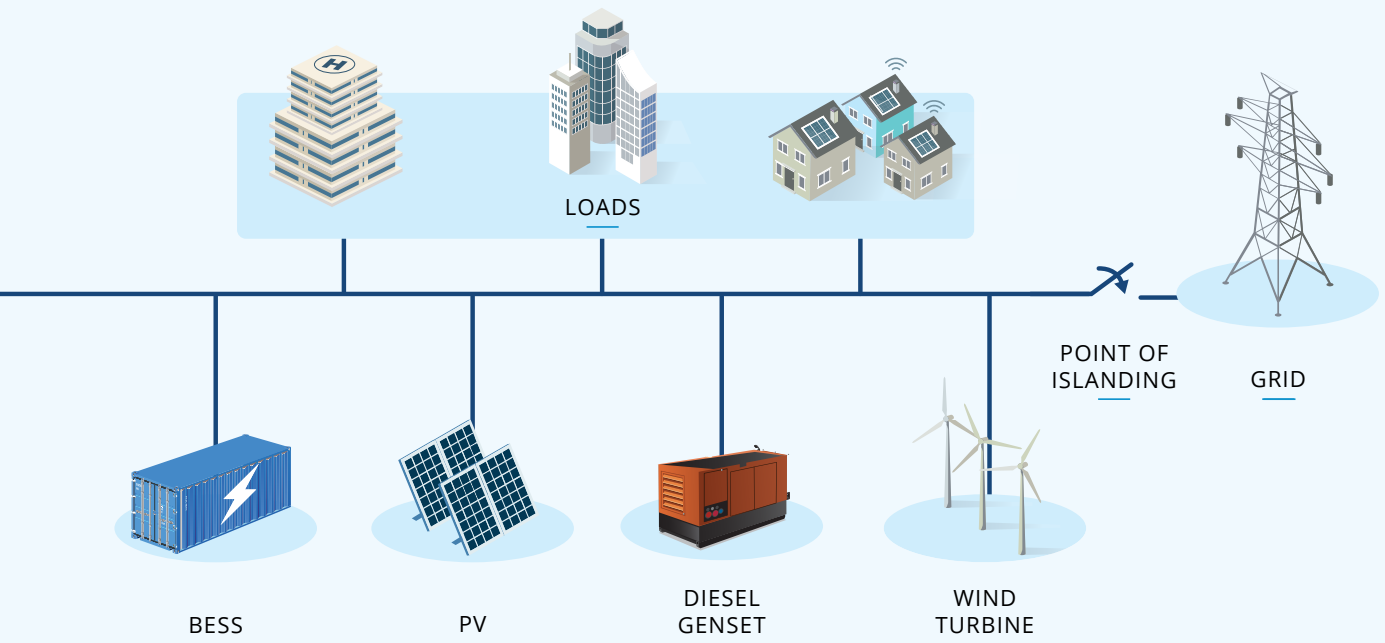 H
LOADS
POINT OF
ISLANDING
GRID
BESS
PV
DIESEL
GENSET
WIND
TURBINE